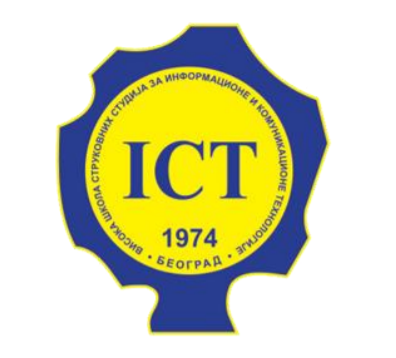 ВИСОКА ШКОЛА СТРУКОВНИХ СТУДИЈА ЗА ИНФОРМАЦИОНЕ И КОМУНИКАЦИОНЕ ТЕХНОЛОГИЈЕ
ICT
1974
• БЕОГРАД •